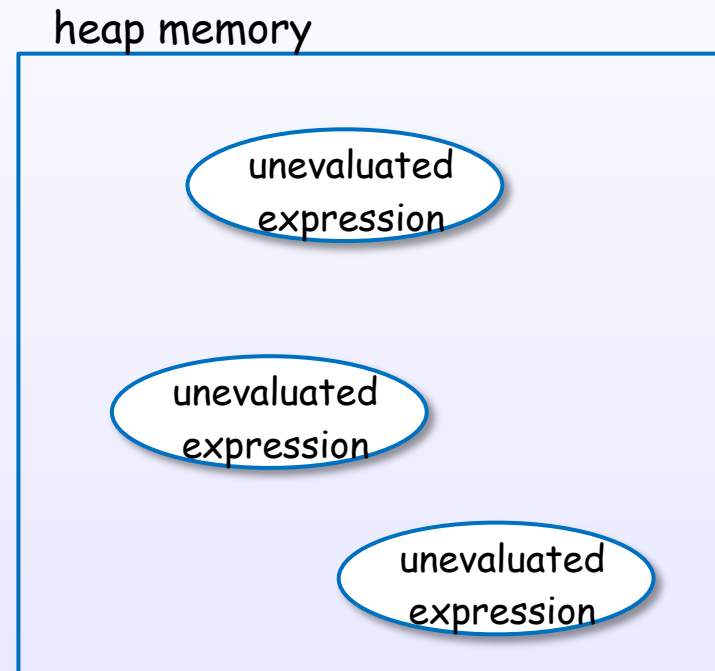 heap memory
unevaluated
expression
unevaluated
expression
unevaluated
expression